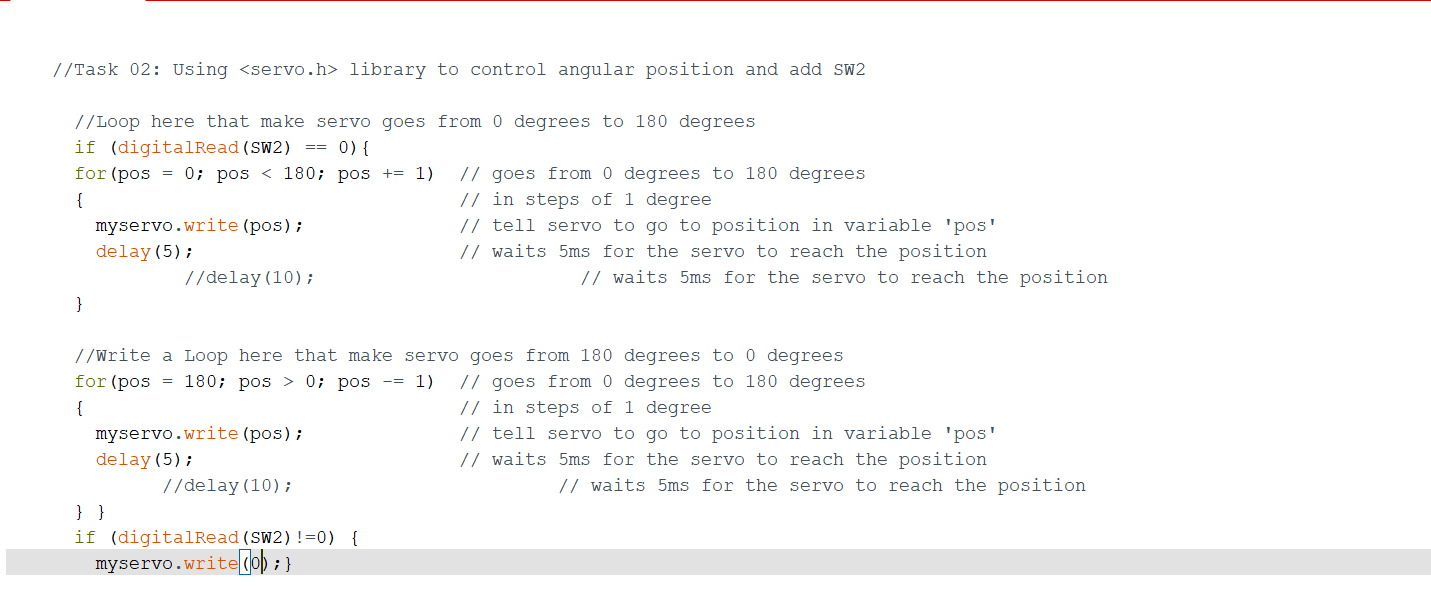 //Task 02: Using <servo.h> library to control angular position and add SW2
//Loop here that make servo goes from 0 degrees to 180 degrees
if (digitalRead(SW2) == 0){
for(pos = 0; pos < 180; pos += 1)  // goes from 0 degrees to 180 degrees
{                                  // in steps of 1 degree
myservo.write(pos);              // tell servo to go to position in variable 'pos'
delay(5);                        // waits 5ms for the servo to reach the position
//delay(10);                        // waits 5ms for the servo to reach the position
}
//Write a Loop here that make servo goes from 180 degrees to 0 degrees
for(pos = 180; pos > 0; pos -= 1)  // goes from 0 degrees to 180 degrees
{                                  // in steps of 1 degree
myservo.write(pos);              // tell servo to go to position in variable 'pos'
delay(5);                        // waits 5ms for the servo to reach the position
//delay(10);                        // waits 5ms for the servo to reach the position
} }
if (digitalRead(SW2)!=0) {
myservo.write(0);}